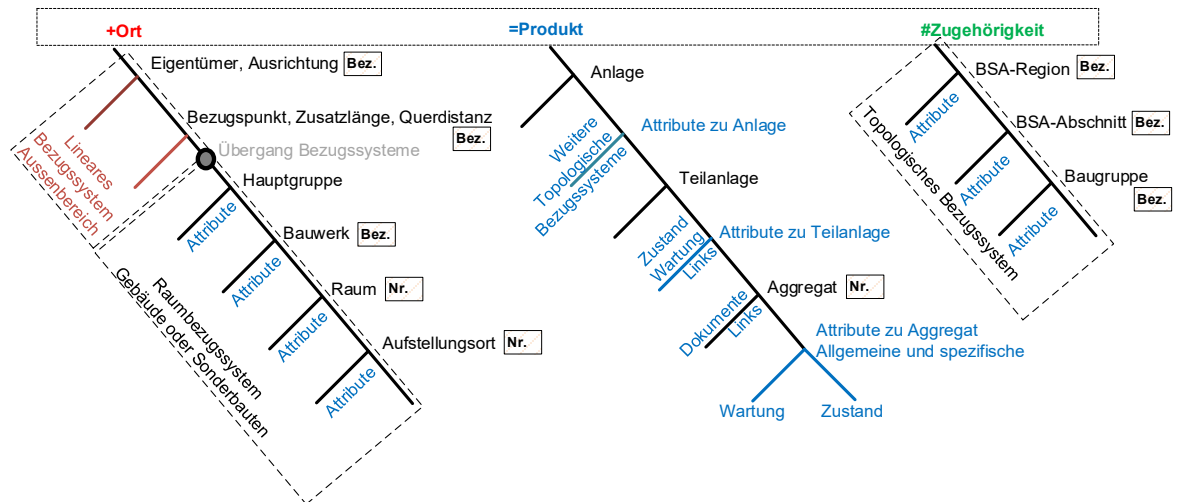 +Ort
Eigentümer, Ausrichtung Bez.
Bezugspunkt, Zusatzlänge, Querdistanz
Bez.
Übergang Bezugssysteme
Lineares
Bezugssystem
Aussenbereich
Hauptgruppe
Attribute
Bauwerk Bez.
Attribute
Raum Nr.
Attribute
Aufstellungsort Nr.
Attribute
Raumbezugssystem
Gebäude oder Sonderbauten
=Produkt
Anlage
Attribute zu Anlage
Weitere
Topologische
Bezugssysteme
Teilanlage
Attribute zu Teilanlage
Zustand
Wartung
Links
Aggregat Nr.
Dokumente
Links
Attribute zu Aggregat
Allgemeine und spezifische
Wartung
Zustand
#Zugehörigkeit
BSA-Region Bez.
Attribute
BSA-Abschnitt Bez.
Attribute
Baugruppe
Bez.
Attribute
Topologisches Bezugssystem